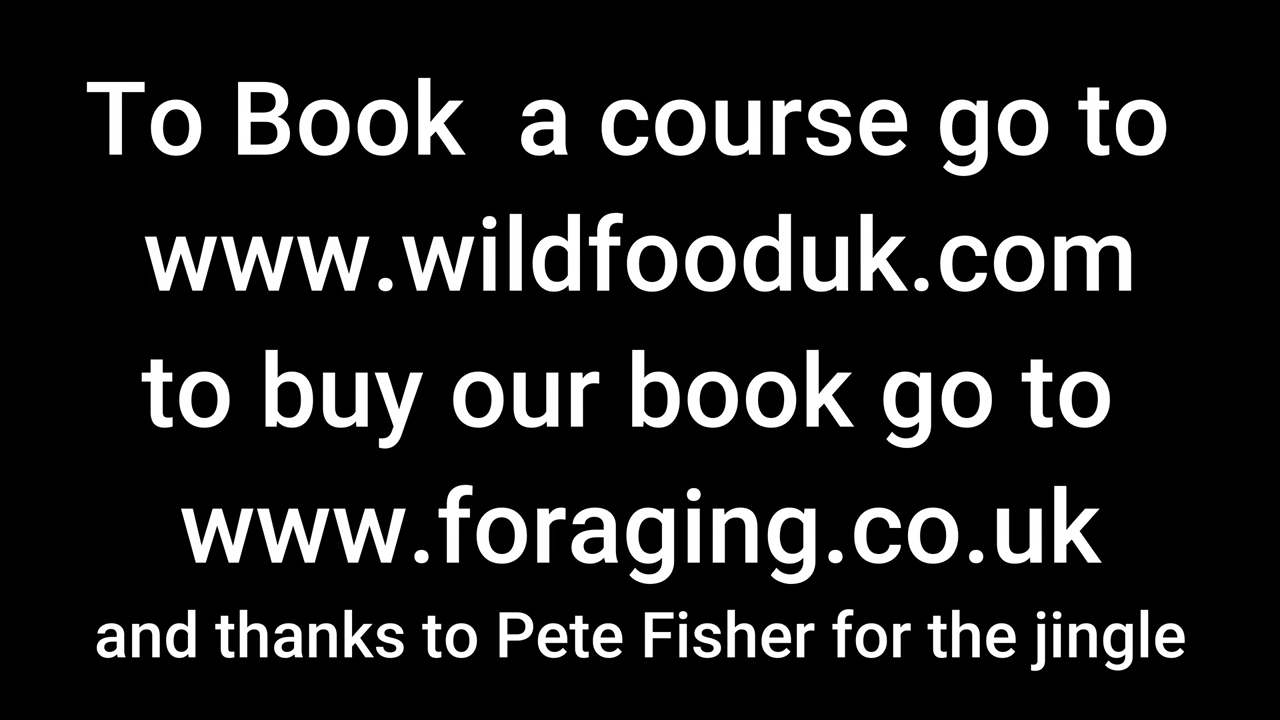 To Book  a course go to
www.wildfooduk.com
to buy our book go to
www.foraging.co.uk
and thanks to Pete Fisher for the jingle